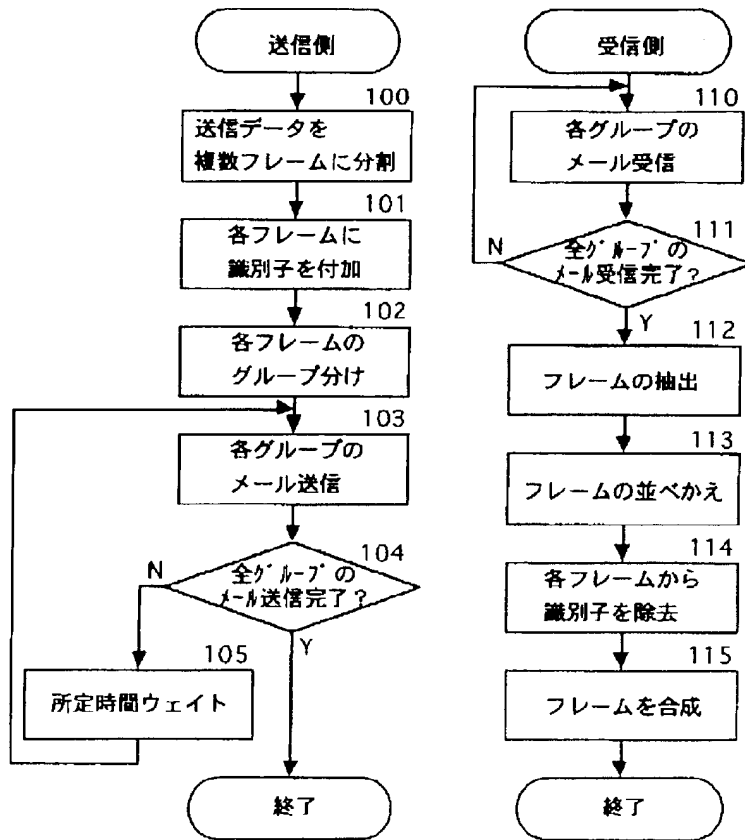 送信側
100
送信データを
複数フレームに分割
101
各フレームに
識別子を付加
102
各フレームの
グループ分け
103
各グループの
メール送信
104
N
全グループの
メール送信完了?
Y
105
所定時間ウェイト
終了
受信側
110
各グループの
メール受信
111
N
全グループの
メール受信完了?
Y
112
フレームの抽出
113
フレームの並べかえ
114
各フレームから
識別子を除去
115
フレームを合成
終了